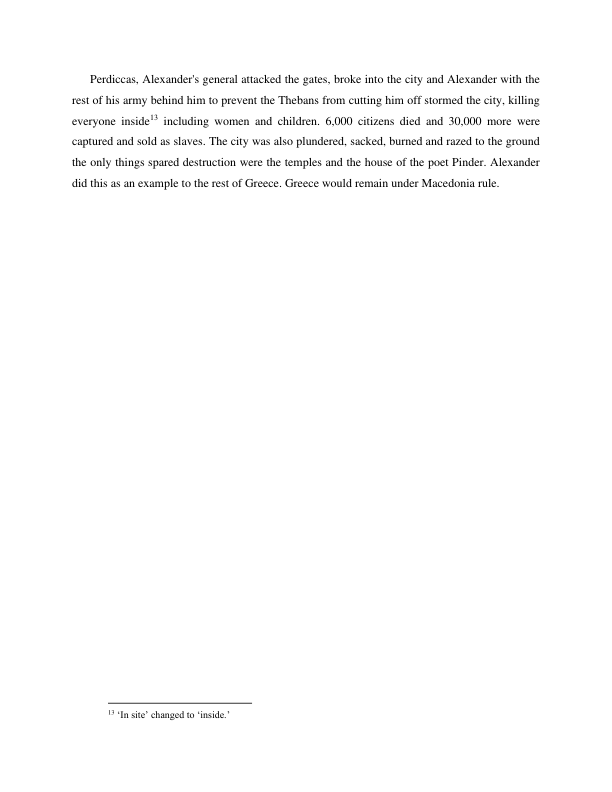 Perdiccas, Alexander's general attacked the gates, broke into the city and Alexander with the
rest of his army behind him to prevent the Thebans from cutting him off stormed the city, killing
everyone inside13 including women and children. 6,000 citizens died and 30,000 more were
captured and sold as slaves. The city was also plundered, sacked, burned and razed to the ground
the only things spared destruction were the temples and the house of the poet Pinder. Alexander
did this as an example to the rest of Greece. Greece would remain under Macedonia rule.
13 ‘In site’ changed to ‘inside.’